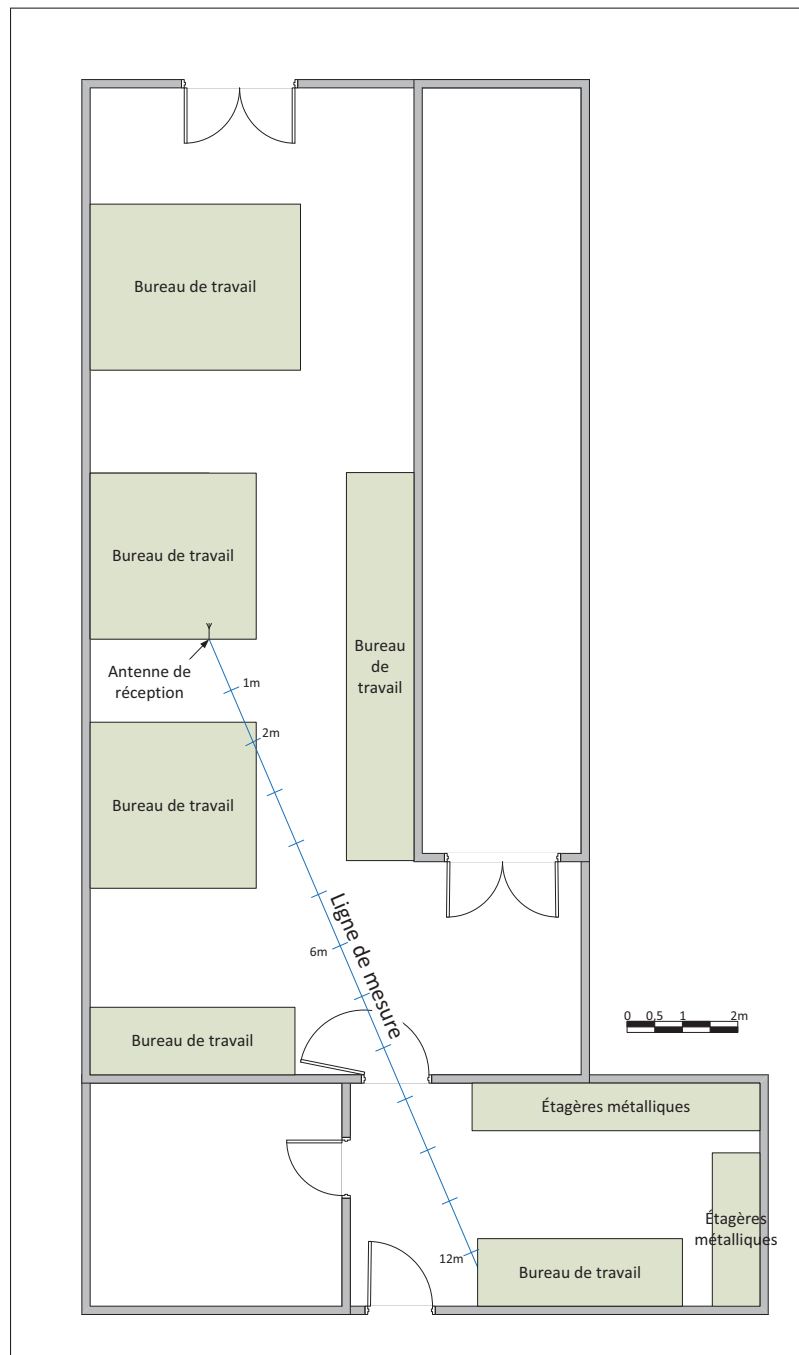 Bureau de travail
Bureau de travail
Bureau
de
travail
Antenne de
réception
1m
2m
Bureau de travail
Ligne de mesure
6m
Bureau de travail
0 0,5 1 2m
Étagères métalliques
Étagères
métalliques
12m
Bureau de travail